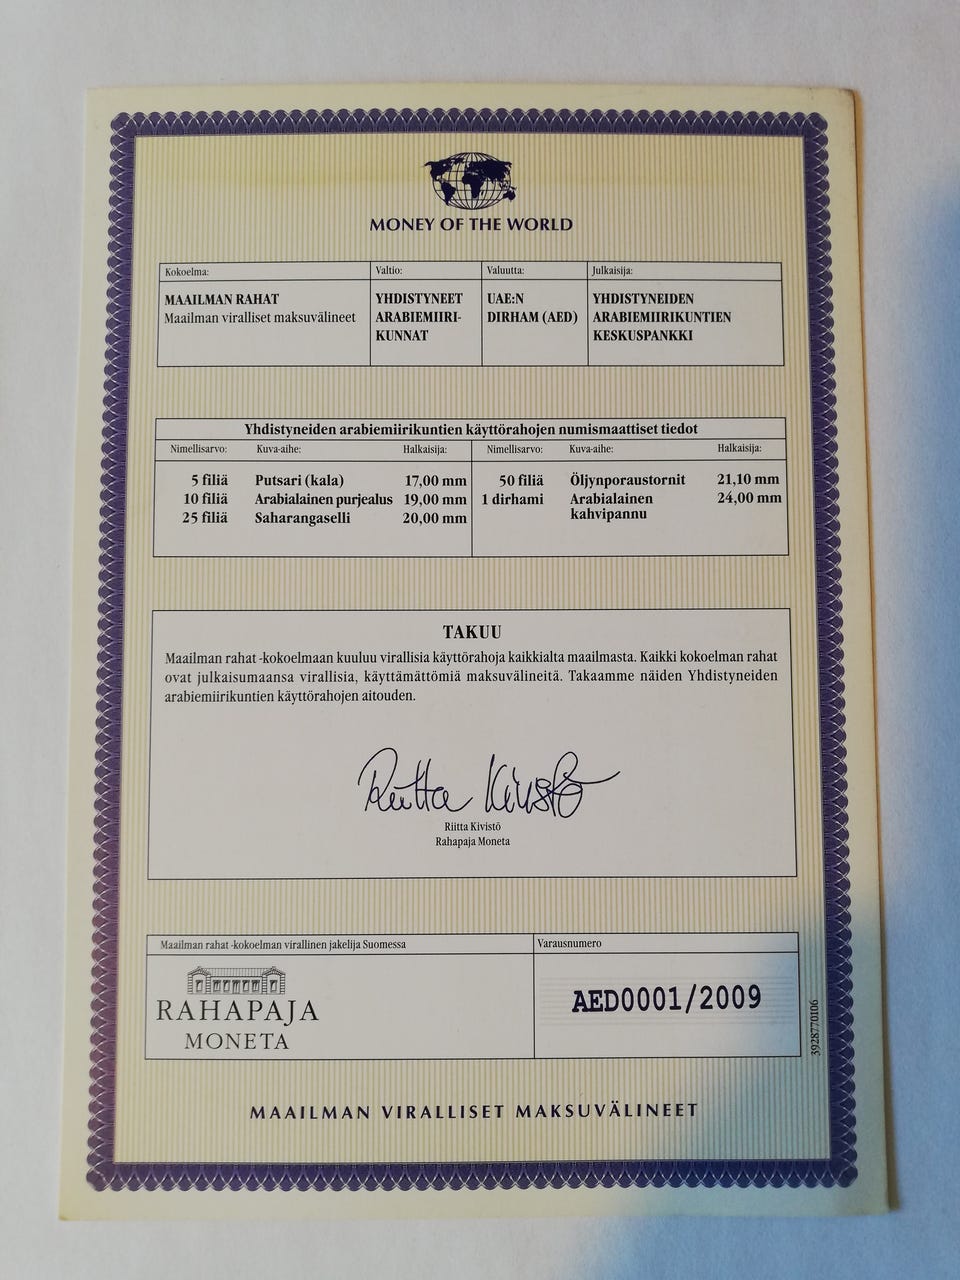 MONEY OF THE WORLD
Kokoelma:
Valtio:
Valuutta:
Julkaisija:
MAAILMAN RAHAT
Maailman viralliset maksuvälineet
YHDISTYNEET
ARABIEMIIRI-
KUNNAT
UAE:N
DIRHAM (AED)
YHDISTYNEIDEN
ARABIEMIIRIKUNTIEN
KESKUSPANKKI
Yhdistyneiden arabiemiirikuntien käyttörahojen numismaattiset tiedot
Nimellisarvo: Kuva-aihe: Halkaisija: Nimellisarvo: Kuva-aihe: Halkaisija:
5 filiä Putsari (kala) 17,00 mm 50 filiä Öljynporaustornit 21,10 mm
10 filiä Arabialainen purjealus 19,00 mm 1 dirhami Arabialainen 24,00 mm
25 filiä Saharangaselli 20,00 mm kahvipannu
TAKUU
Maailman rahat -kokoelmaan kuuluu virallisia käyttörahoja kaikkialta maailmasta. Kaikki kokoelman rahat
ovat julkaisumaansa virallisia, käyttämättömiä maksuvälineitä. Takaamme näiden Yhdistyneiden
arabiemiirikuntien käyttörahojen aitouden.
Riitta Kivistö
Riitta Kivistö
Rahapaja Moneta
Maailman rahat -kokoelman virallinen jakelija Suomessa
Varausnumero
RAHAPAJA
MONETA
AED0001/2009
3928770106
MAAILMAN VIRALLISET MAKSUVÄLINEET